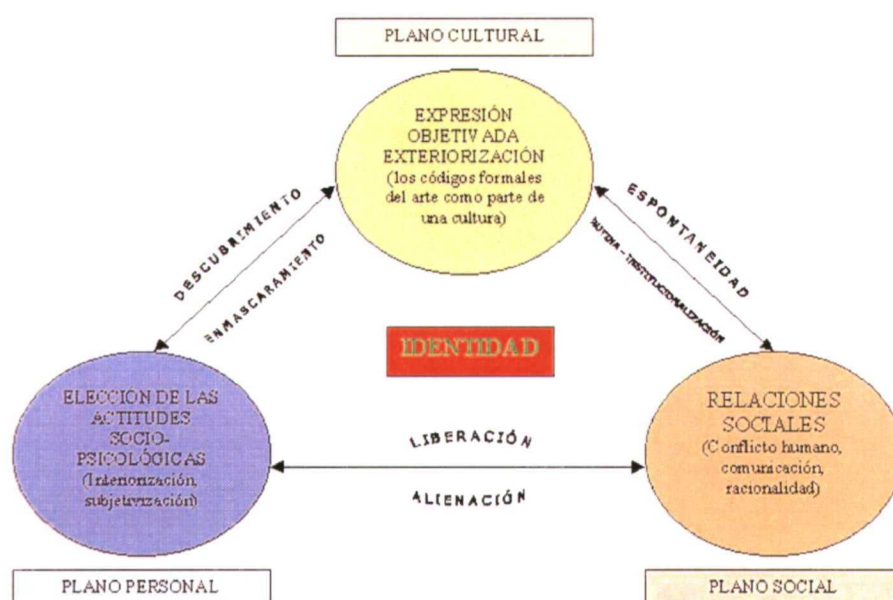 PLANO CULTURAL
EXPRESIÓN
OBJETIVADA
EXTERIORIZACIÓN
(los códigos formales
del arte como parte de
una cultura)
DESCUBRIMIENTO
ENMASCARAMIENTO
ESPONTANEIDAD
RUTINA - INSTITUCIONALIZACIÓN
IDENTIDAD
ELECCIÓN DE LAS
ACTITUDES
SOCIO-
PSICOLÓGICAS
(Interiorización,
subjetivización)
LIBERACIÓN
ALIENACIÓN
RELACIONES
SOCIALES
(Conflicto humano,
comunicación,
racionalidad)
PLANO PERSONAL
PLANO SOCIAL